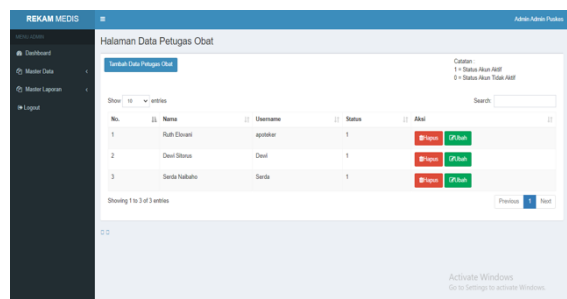 REKAM MEDIS
Admin Admin Puskes
MENU ADMIN
Dashboard
Master Data
Master Laporan
Logout
Halaman Data Petugas Obat
Tambah Data Petugas Obat
Catatan :
1 = Status Akun Aktif
0 = Status Akun Tidak Aktif
Show 10 entries
Search:
No. Nama Username Status Aksi
1 Ruth Elovani apoteker 1 Hapus Ubah
2 Dewi Sitorus Dewi 1 Hapus Ubah
3 Serda Naibaho Serda 1 Hapus Ubah
Showing 1 to 3 of 3 entries
Previous 1 Next
Activate Windows
Go to Settings to activate Windows.